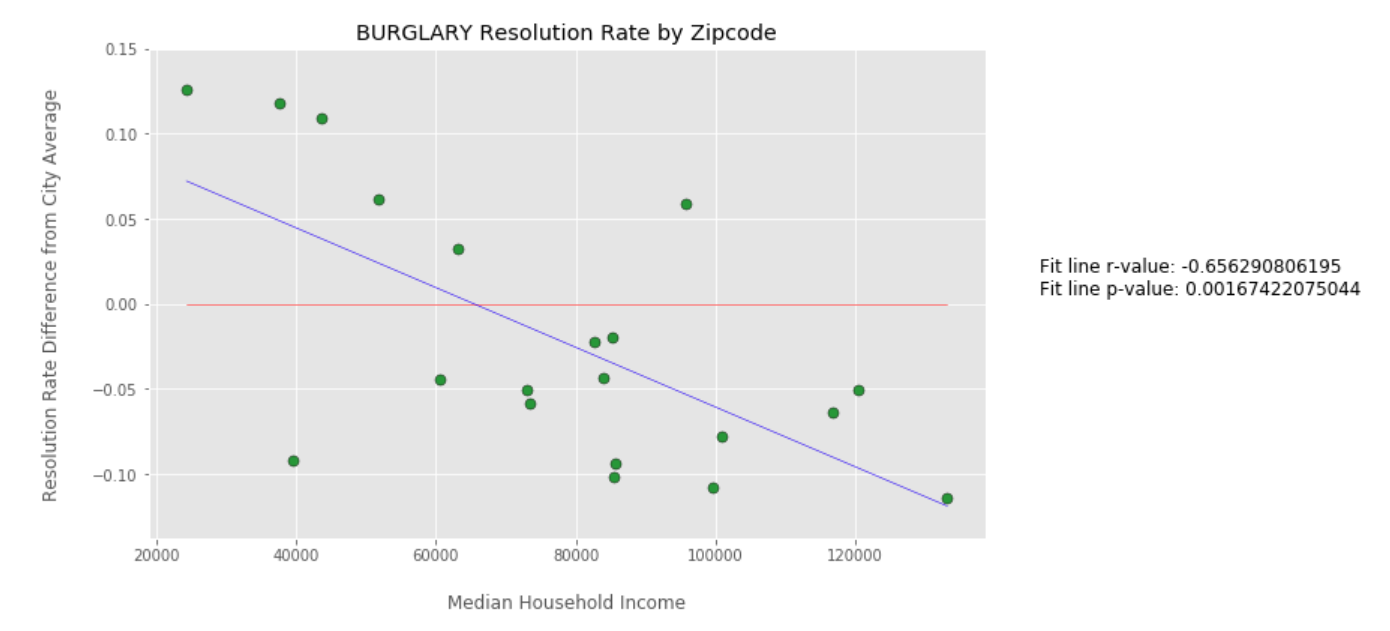 BURGLARY Resolution Rate by Zipcode
Resolution Rate Difference from City Average
0.15
0.10
0.05
0.00
−0.05
−0.10
20000
40000
60000
80000
100000
120000
Median Household Income
Fit line r-value: -0.656290806195
Fit line p-value: 0.00167422075044